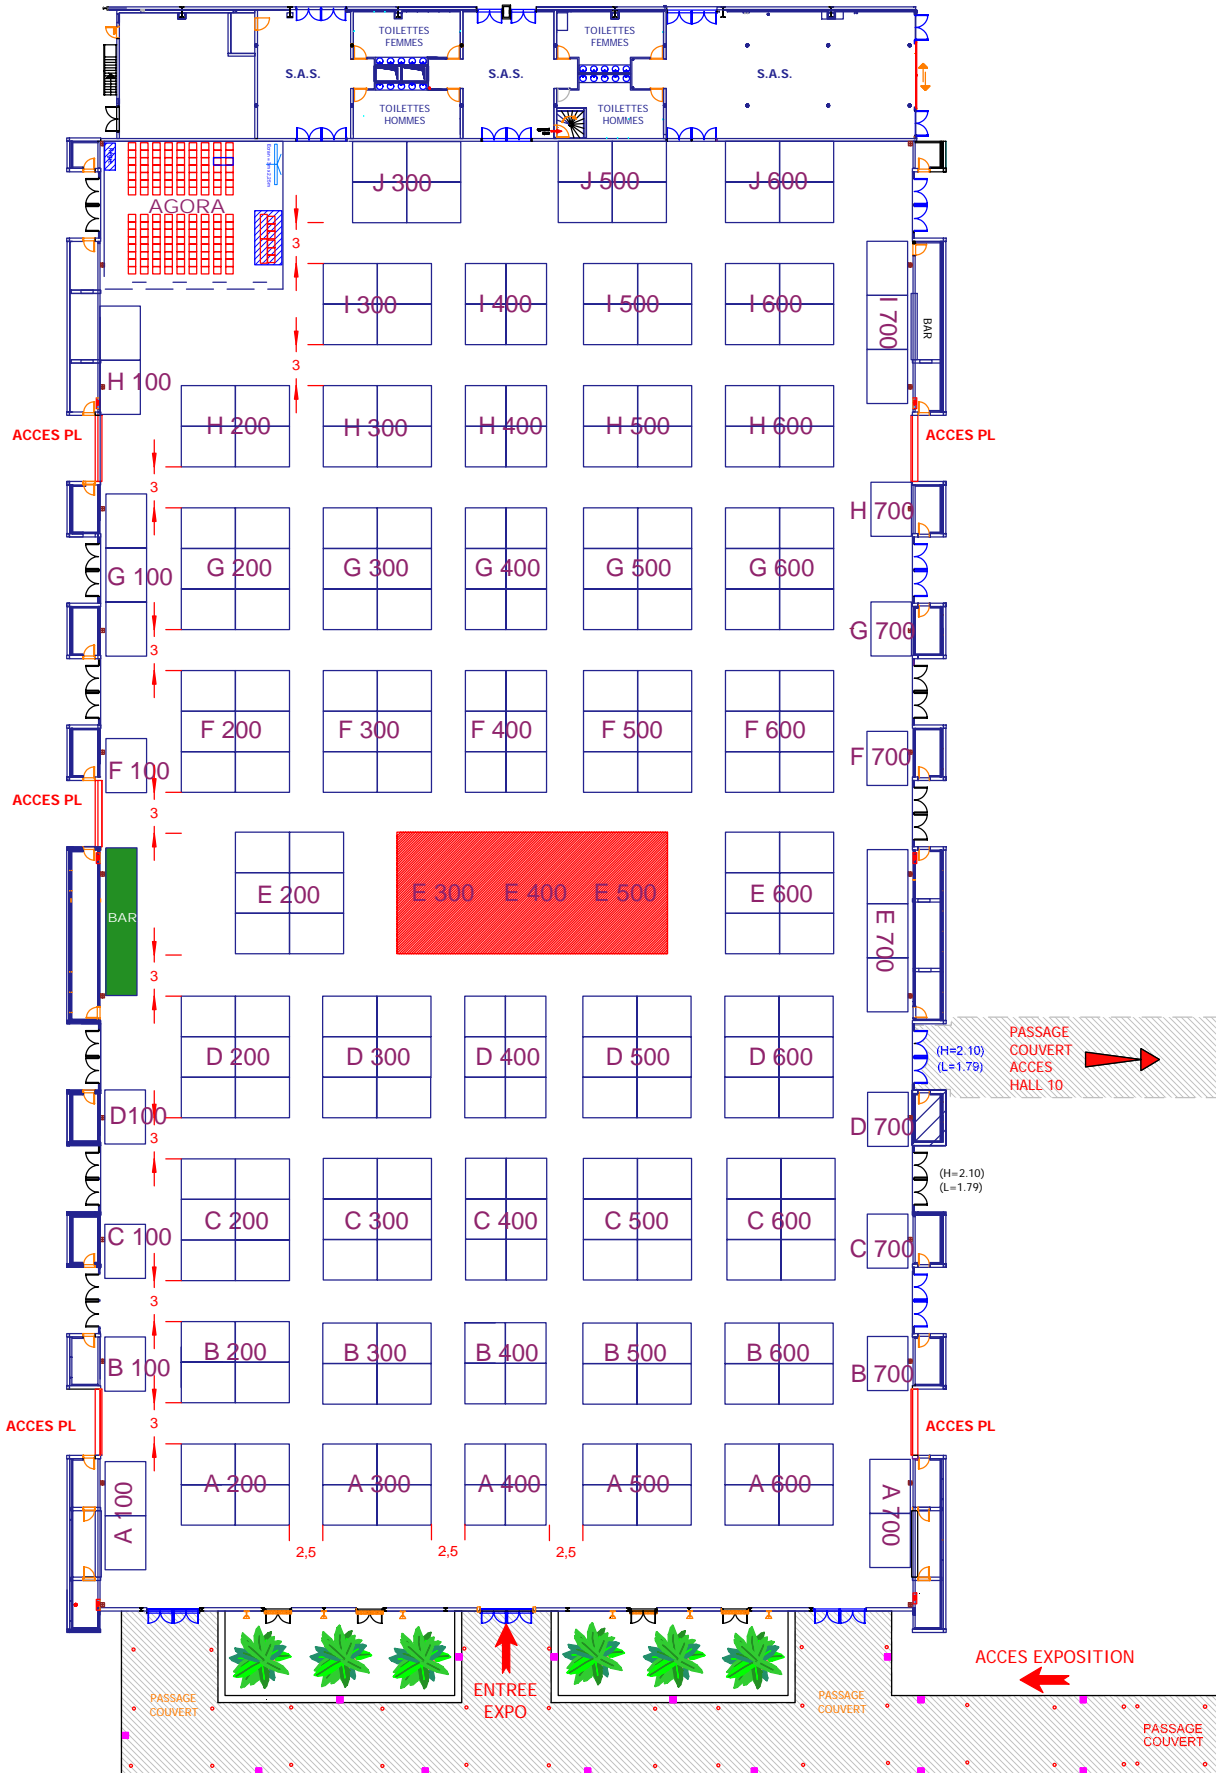 TOILETTES
FEMMES
TOILETTES
FEMMES
S.A.S.
S.A.S.
S.A.S.
TOILETTES
HOMMES
TOILETTES
HOMMES
J 300
J 500
J 600
AGORA
3
I 300
I 400
I 500
I 600
I 700
BAR
3
H 100
H 200
H 300
H 400
H 500
H 600
ACCES PL
ACCES PL
3
H 700
G 100
G 200
G 300
G 400
G 500
G 600
G 700
3
F 200
F 300
F 400
F 500
F 600
F 700
F 100
ACCES PL
3
E 200
E 300
E 400
E 500
E 600
E 700
BAR
3
D 200
D 300
D 400
D 500
D 600
(H=2.10)
(L=1.79)
PASSAGE
COUVERT
ACCES
HALL 10
D100
3
D 700
(H=2.10)
(L=1.79)
C 100
C 200
C 300
C 400
C 500
C 600
C 700
3
B 100
B 200
B 300
B 400
B 500
B 600
B 700
ACCES PL
3
ACCES PL
A 100
A 200
A 300
A 400
A 500
A 600
A 700
2,5
2,5
2,5
ENTREE
EXPO
ACCES EXPOSITION
PASSAGE
COUVERT
PASSAGE
COUVERT
PASSAGE
COUVERT